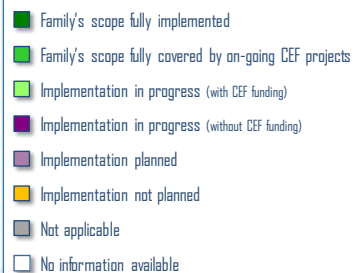 Family's scope fully implemented
Family's scope fully covered by on-going CEF projects
Implementation in progress (with CEF funding)
Implementation in progress (without CEF funding)
Implementation planned
Implementation not planned
Not applicable
No information available